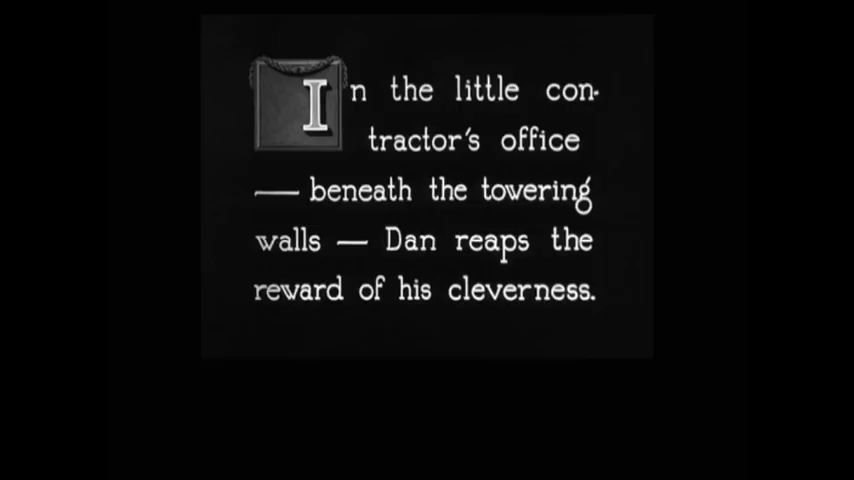 In the little con-
tractor's office
— beneath the towering
walls — Dan reaps the
reward of his cleverness.